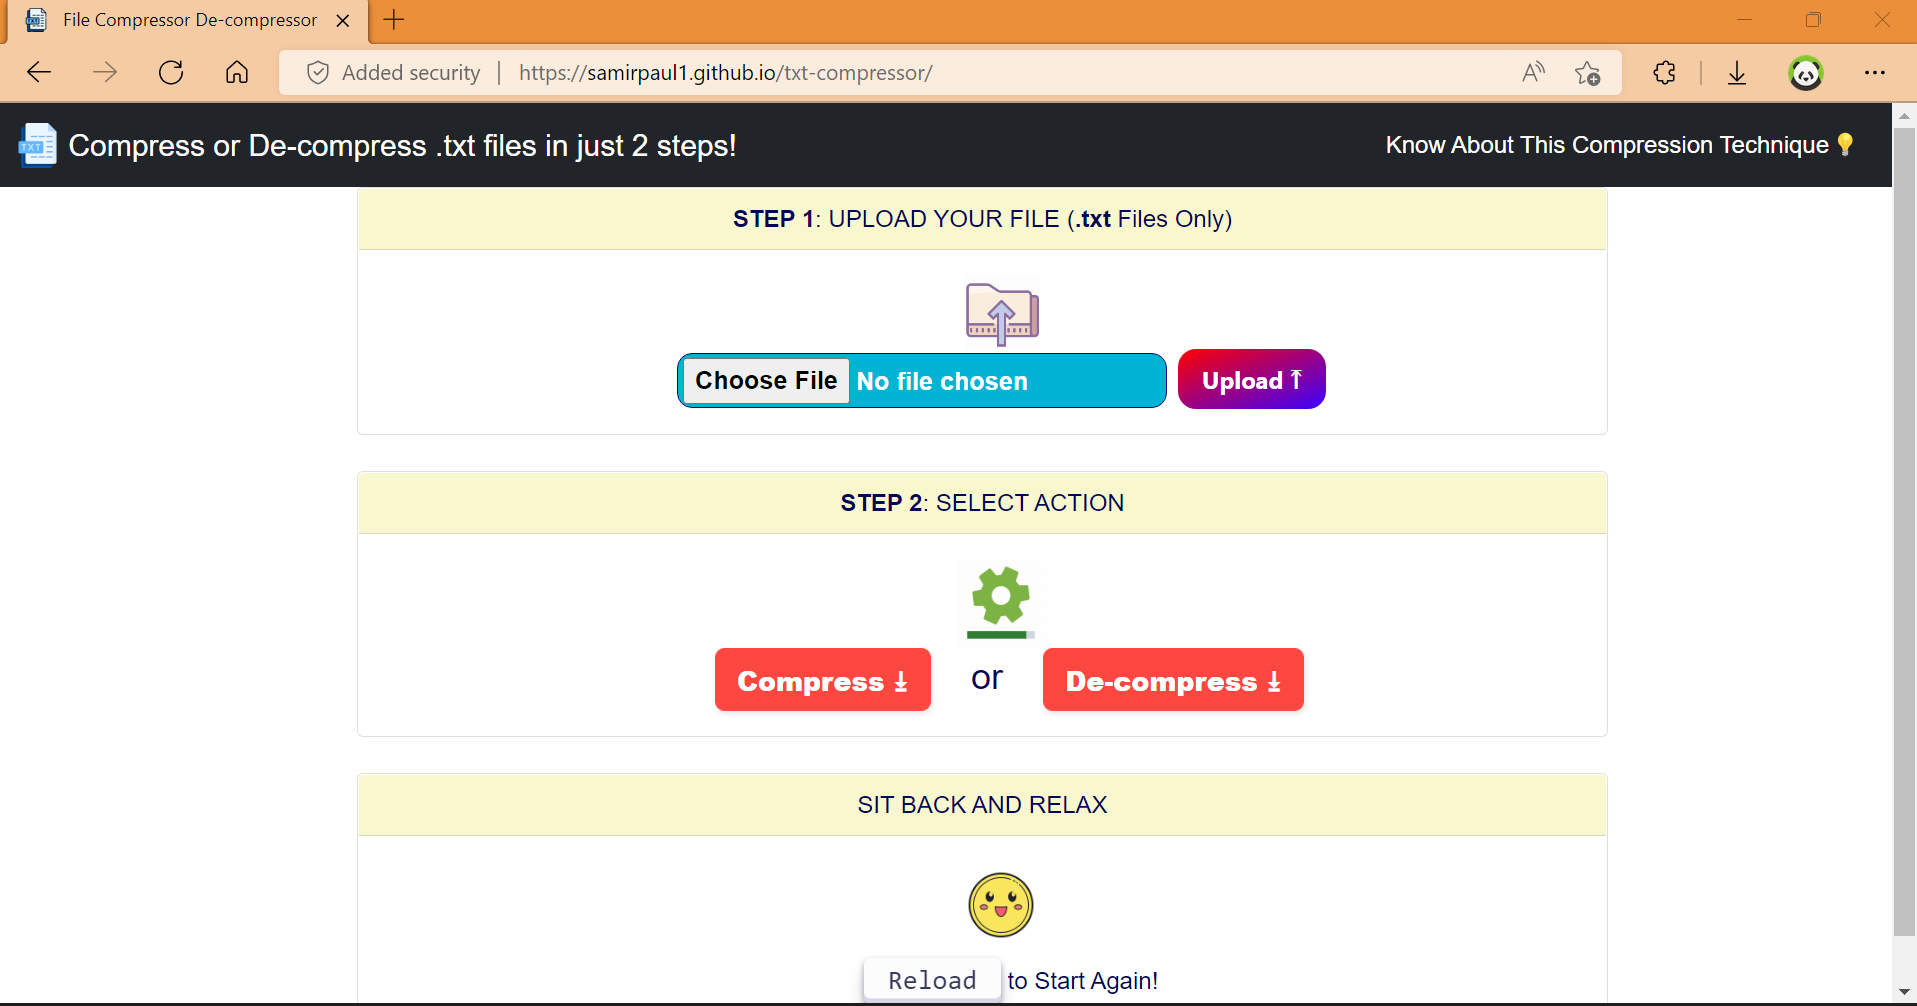 File Compressor De-compressor
Added security
https://samirpaul1.github.io/txt-compressor/
TXT
Compress or De-compress .txt files in just 2 steps!
Know About This Compression Technique
STEP 1: UPLOAD YOUR FILE (.txt Files Only)
Choose File No file chosen
Upload
STEP 2: SELECT ACTION
Compress or De-compress
SIT BACK AND RELAX
Reload to Start Again!